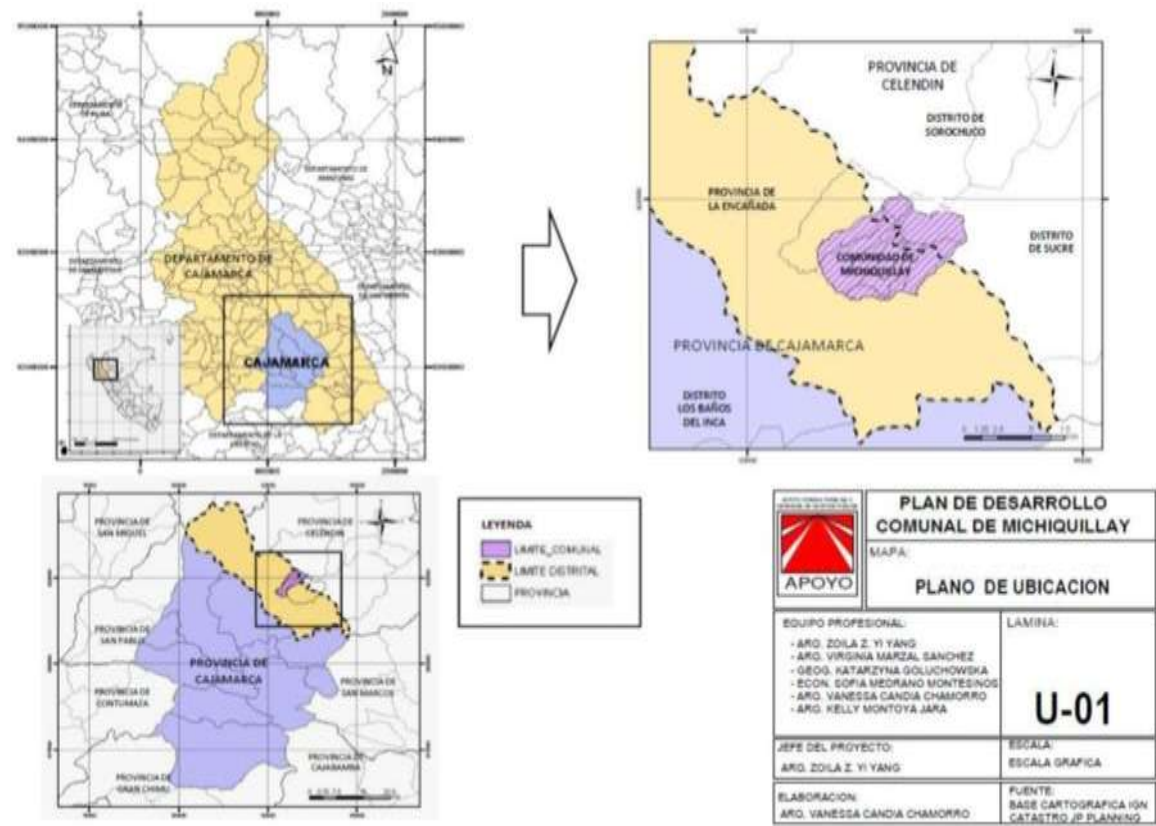 N
DEPARTAMENTO DE
CAJAMARCA
CAJAMARCA
PROVINCIA DE
CELENDIN
DISTRITO DE
SOROCHUCO
PROVINCIA DE
LA ENCAÑADA
DISTRITO
DE SUCRE
COMUNIDAD DE
MICHIQUILLAY
PROVINCIA DE CAJAMARCA
DISTRITO
LOS BAÑOS
DEL INCA
PROVINCIA DE
SAN MIGUEL
PROVINCIA DE
CELENDIN
PROVINCIA DE
SAN PABLO
PROVINCIA DE
CAJAMARCA
PROVINCIA
DE SAN MARCOS
PROVINCIA DE
CONTUMAZA
PROVINCIA DE
CAJABAMBA
PROVINCIA DE
GRAN CHIMU
LEYENDA
LIMITE_COMUNAL
LIMITE DISTRITAL
PROVINCIA
APOYO
PLAN DE DESARROLLO
COMUNAL DE MICHIQUILLAY
MAPA:
PLANO DE UBICACION
EQUIPO PROFESIONAL:
- ARQ. ZOILA Z. YI YANG
- ARQ. VIRGINIA MARZAL SANCHEZ
- GEOG. KATARZYNA GOLUCHOWSKA
- ECON. SOFIA MEDRANO MONTESINOS
- ARQ. VANESSA CANDIA CHAMORRO
- ARQ. KELLY MONTOYA JARA
LAMINA:
U-01
JEFE DEL PROYECTO:
ARQ. ZOILA Z. YI YANG
ESCALA:
ESCALA GRAFICA
ELABORACION:
ARQ. VANESSA CANDIA CHAMORRO
FUENTE:
BASE CARTOGRAFICA IGN
CATASTRO JP PLANNING